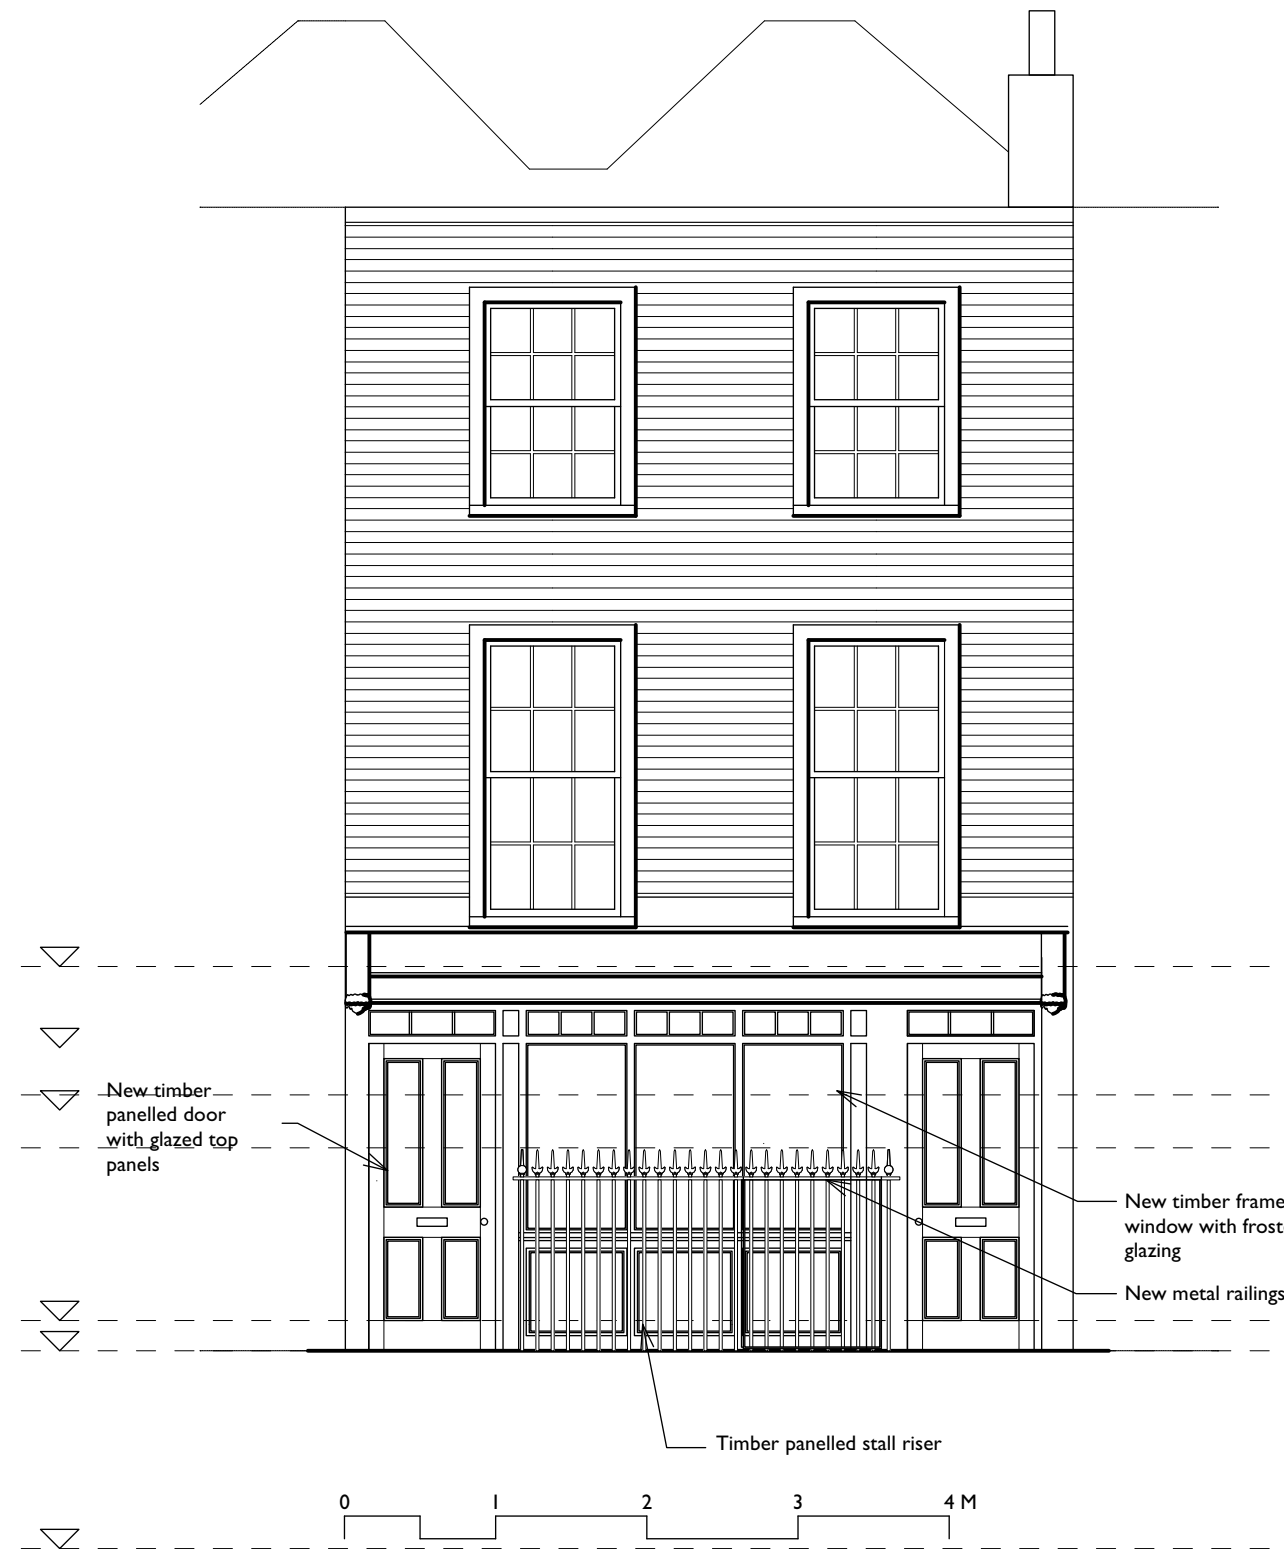 New timber
panelled door
with glazed top
panels
New timber frame
window with frost
glazing
New metal railings
Timber panelled stall riser
0 1 2 3 4 M